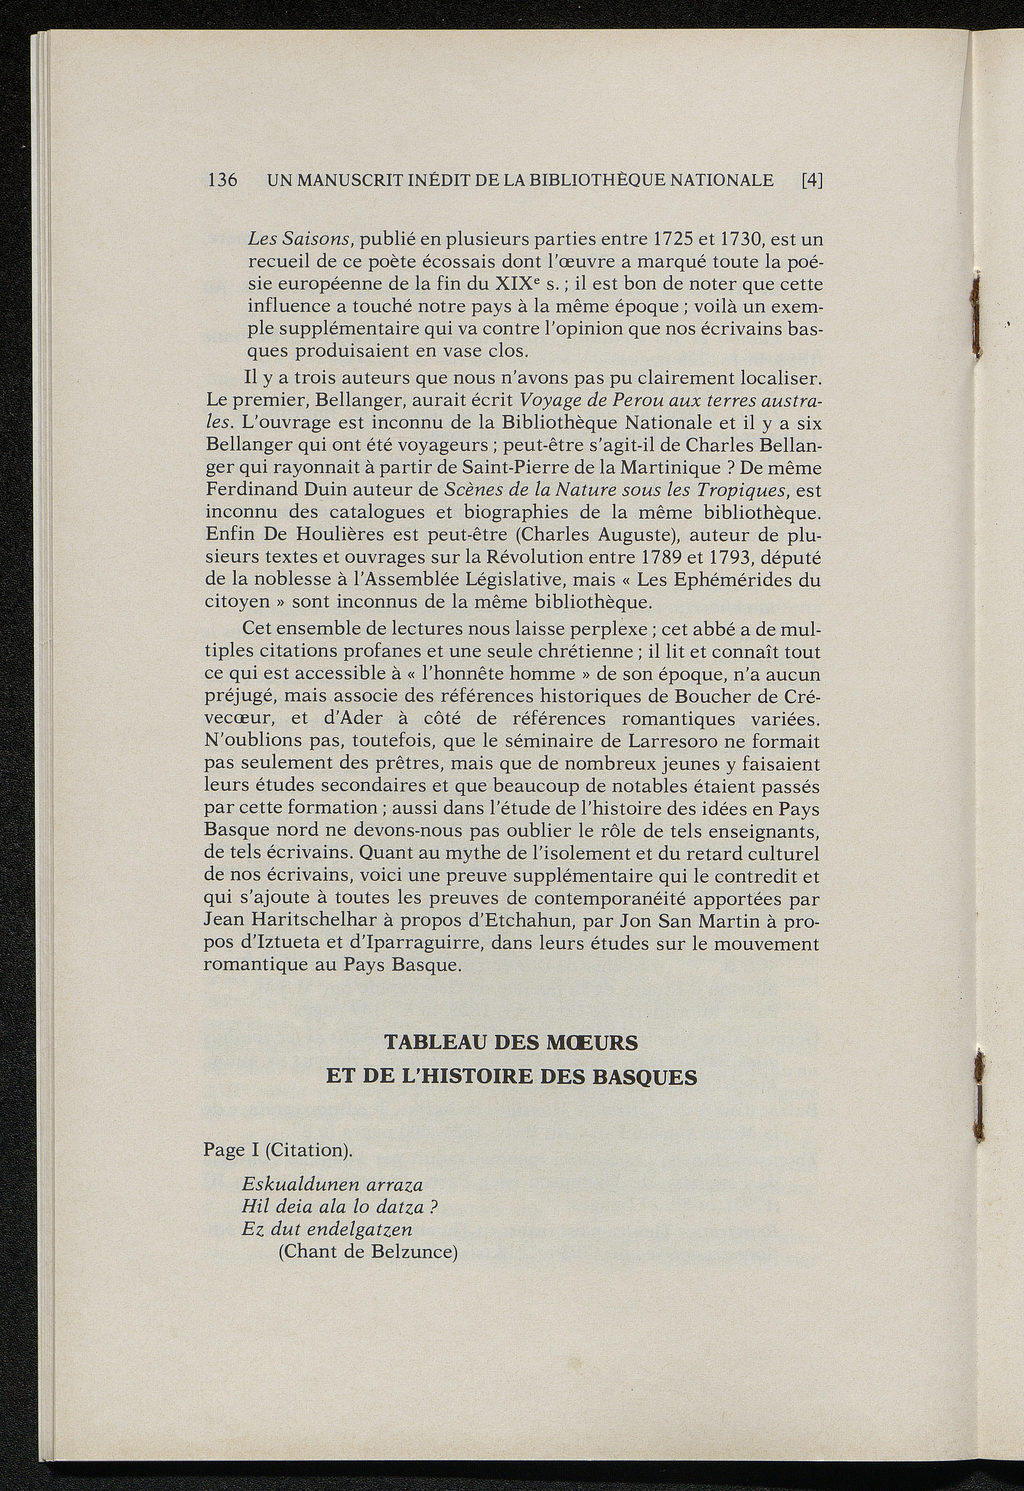 136 UN MANUSCRIT INÉDIT DE LA BIBLIOTHÈQUE NATIONALE [4]
Les Saisons, publié en plusieurs parties entre 1725 et 1730, est un
recueil de ce poète écossais dont l'œuvre a marqué toute la poé-
sie européenne de la fin du XIXe s. ; il est bon de noter que cette
influence a touché notre pays à la même époque ; voilà un exem-
ple supplémentaire qui va contre l'opinion que nos écrivains bas-
ques produisaient en vase clos.
Il y a trois auteurs que nous n'avons pas pu clairement localiser.
Le premier, Bellanger, aurait écrit Voyage de Perou aux terres austra-
les. L'ouvrage est inconnu de la Bibliothèque Nationale et il y a six
Bellanger qui ont été voyageurs ; peut-être s'agit-il de Charles Bellan-
ger qui rayonnait à partir de Saint-Pierre de la Martinique ? De même
Ferdinand Duin auteur de Scènes de la Nature sous les Tropiques, est
inconnu des catalogues et biographies de la même bibliothèque.
Enfin De Houlières est peut-être (Charles Auguste), auteur de plu-
sieurs textes et ouvrages sur la Révolution entre 1789 et 1793, député
de la noblesse à l'Assemblée Législative, mais « Les Ephémérides du
citoyen » sont inconnus de la même bibliothèque.
Cet ensemble de lectures nous laisse perplexe ; cet abbé a de mul-
tiples citations profanes et une seule chrétienne ; il lit et connaît tout
ce qui est accessible à « l'honnête homme » de son époque, n'a aucun
préjugé, mais associe des références historiques de Boucher de Cré-
vecœur, et d'Ader à côté de références romantiques variées.
N'oublions pas, toutefois, que le séminaire de Larresoro ne formait
pas seulement des prêtres, mais que de nombreux jeunes y faisaient
leurs études secondaires et que beaucoup de notables étaient passés
par cette formation ; aussi dans l'étude de l'histoire des idées en Pays
Basque nord ne devons-nous pas oublier le rôle de tels enseignants,
de tels écrivains. Quant au mythe de l'isolement et du retard culturel
de nos écrivains, voici une preuve supplémentaire qui le contredit et
qui s'ajoute à toutes les preuves de contemporanéité apportées par
Jean Haritschelhar à propos d'Etchahun, par Jon San Martin à pro-
pos d'Iztueta et d'Iparraguirre, dans leurs études sur le mouvement
romantique au Pays Basque.
TABLEAU DES MŒURS
ET DE L'HISTOIRE DES BASQUES
Page I (Citation).
Eskualdunen arraza
Hil deia ala lo datza ?
Ez dut endelgatzen
(Chant de Belzunce)